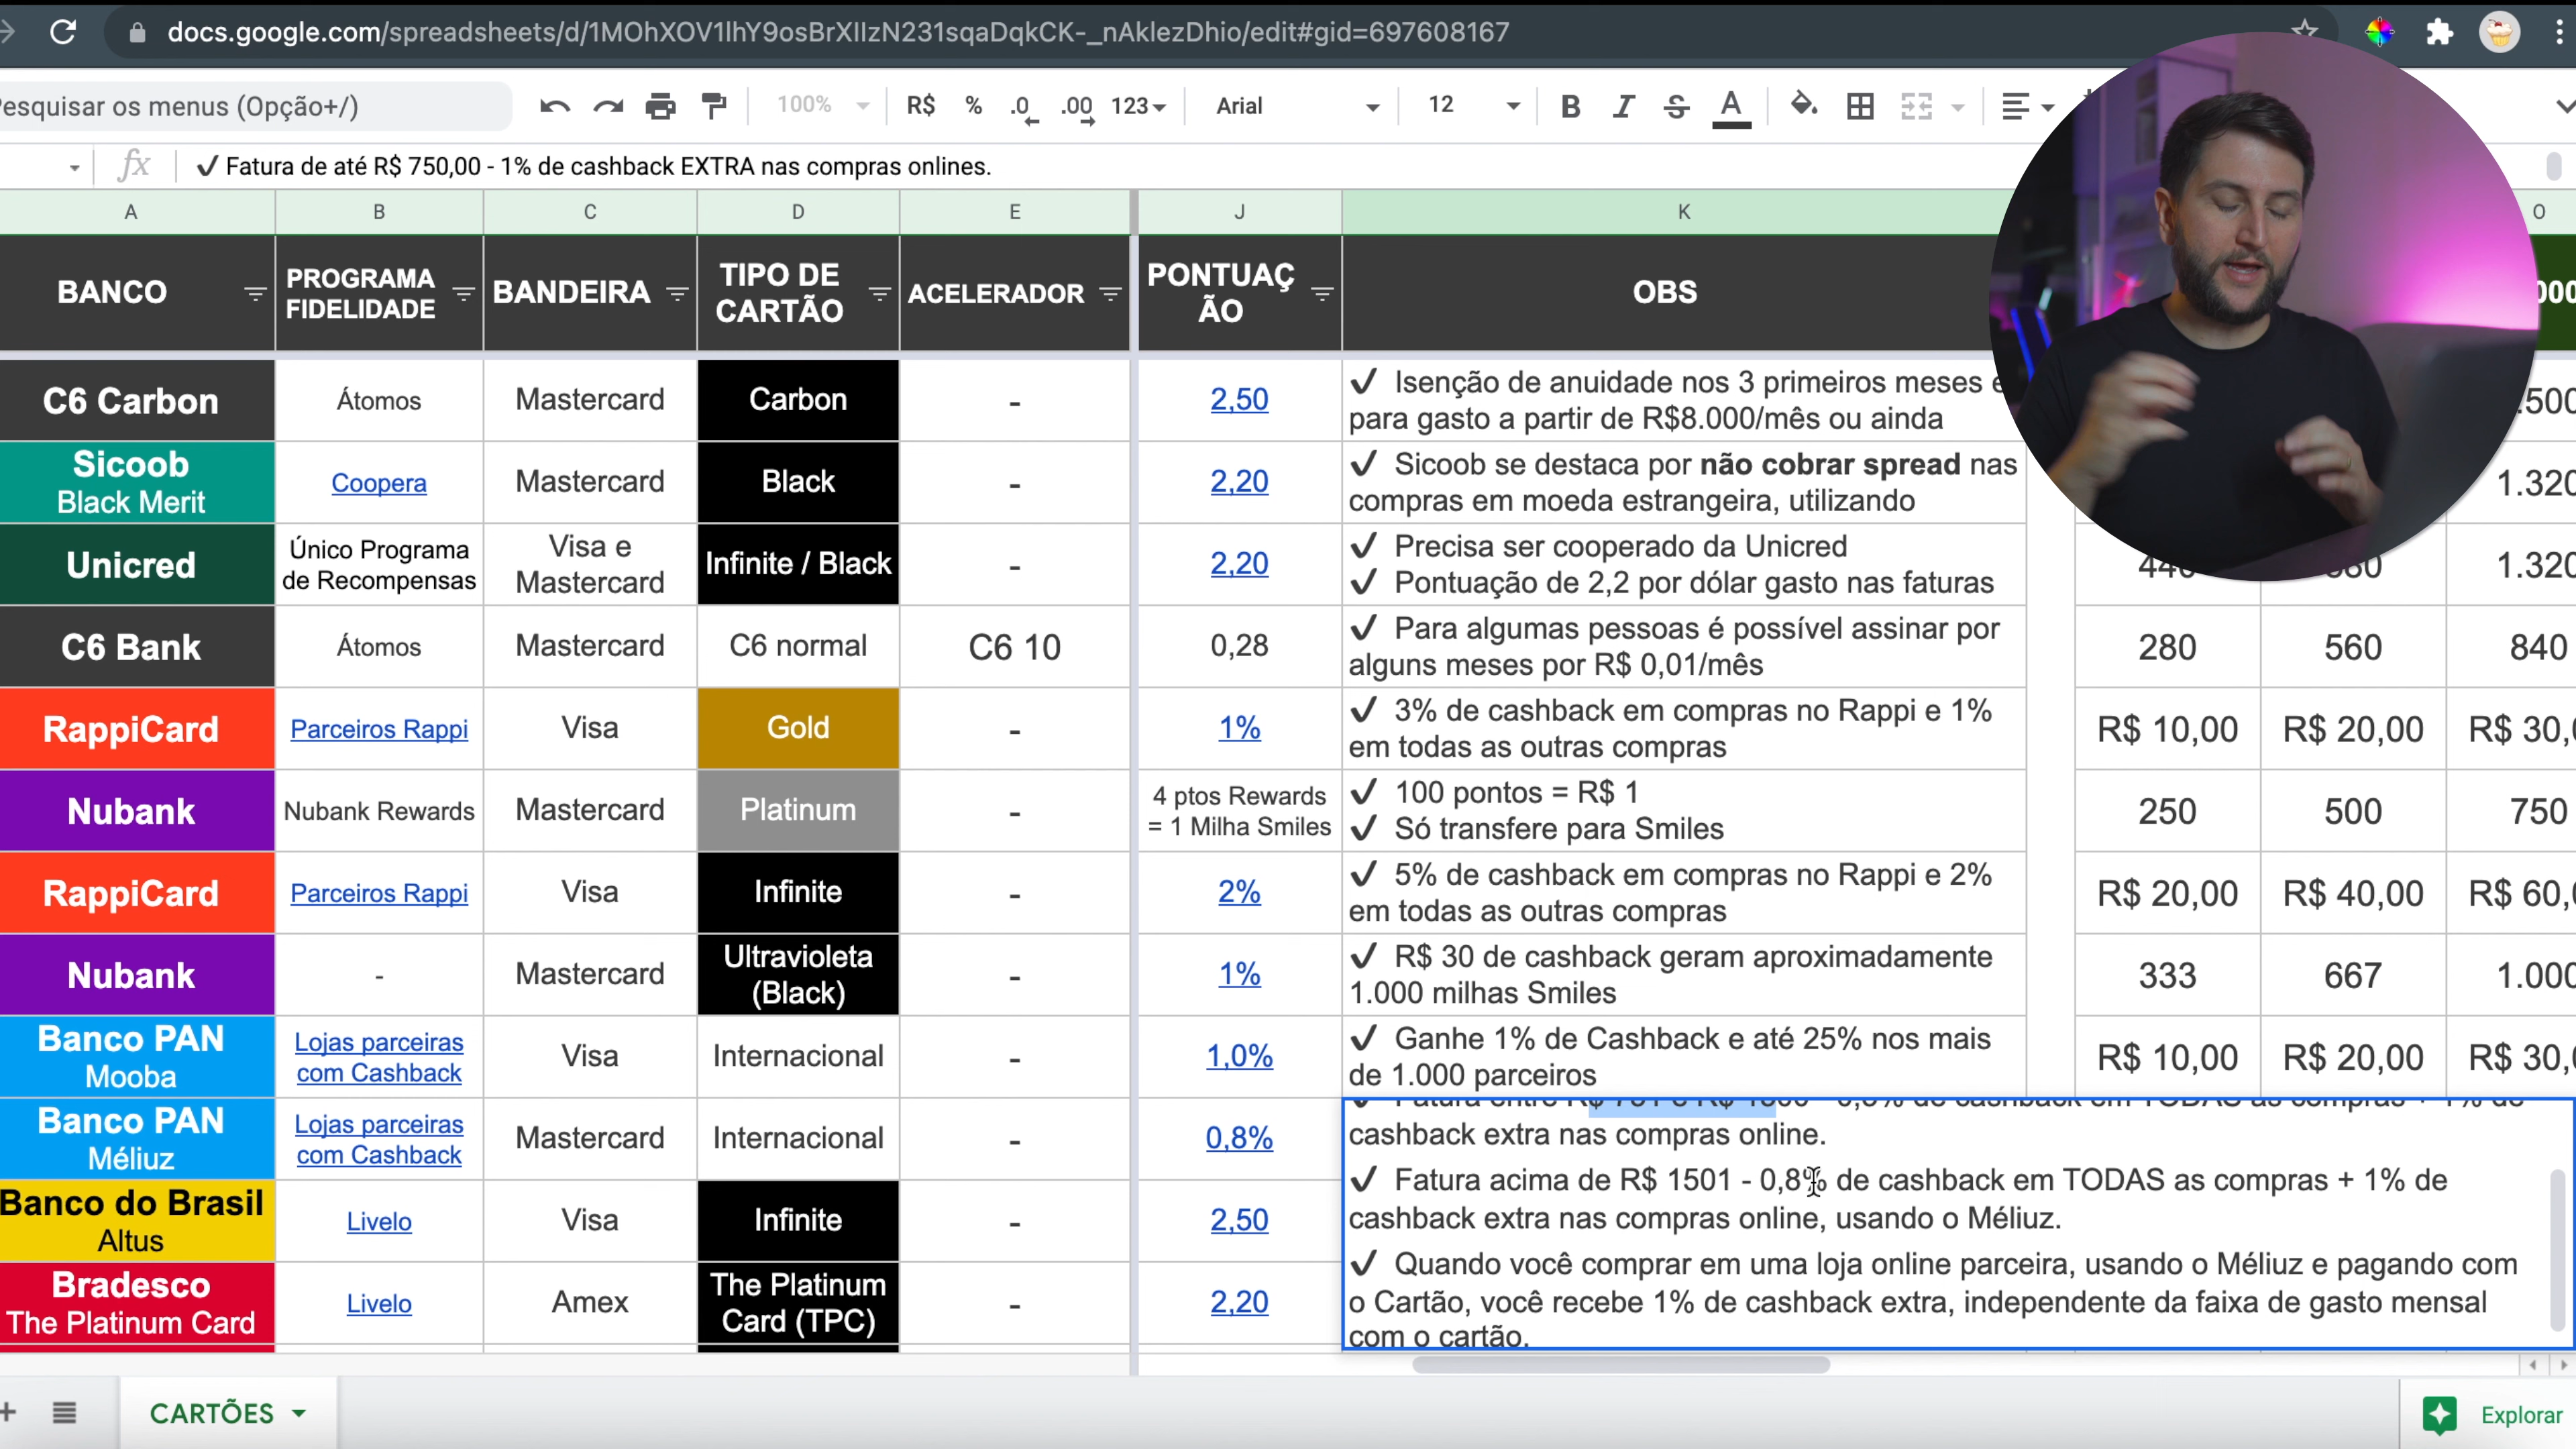 docs.google.com/spreadsheets/d/1MOhXOV1lhY9osBrXIIzN231sqaDqkCK-_nAklezDhio/edit#gid=697608167
Pesquisar os menus (Opção+/)
100% R$ % .0 .00 123 Arial 12 B I S A
fx ✓ Fatura de até R$ 750,00 - 1% de cashback EXTRA nas compras onlines.
A B C D E J K O
BANCO
PROGRAMA
FIDELIDADE
BANDEIRA
TIPO DE
CARTÃO
ACELERADOR
PONTUAÇ
ÃO
OBS
C6 Carbon
Átomos
Mastercard
Carbon
-
2,50
✓ Isenção de anuidade nos 3 primeiros meses e
para gasto a partir de R$8.000/mês ou ainda
Sicoob
Black Merit
Coopera
Mastercard
Black
-
2,20
✓ Sicoob se destaca por não cobrar spread nas
compras em moeda estrangeira, utilizando
1.320
Unicred
Único Programa
de Recompensas
Visa e
Mastercard
Infinite / Black
-
2,20
✓ Precisa ser cooperado da Unicred
✓ Pontuação de 2,2 por dólar gasto nas faturas
1.320
C6 Bank
Átomos
Mastercard
C6 normal
C6 10
0,28
✓ Para algumas pessoas é possível assinar por
alguns meses por R$ 0,01/mês
280
560
840
RappiCard
Parceiros Rappi
Visa
Gold
-
1%
✓ 3% de cashback em compras no Rappi e 1%
em todas as outras compras
R$ 10,00
R$ 20,00
R$ 30,
Nubank
Nubank Rewards
Mastercard
Platinum
-
4 ptos Rewards
= 1 Milha Smiles
✓ 100 pontos = R$ 1
✓ Só transfere para Smiles
250
500
750
RappiCard
Parceiros Rappi
Visa
Infinite
-
2%
✓ 5% de cashback em compras no Rappi e 2%
em todas as outras compras
R$ 20,00
R$ 40,00
R$ 60,
Nubank
-
Mastercard
Ultravioleta
(Black)
-
1%
✓ R$ 30 de cashback geram aproximadamente
1.000 milhas Smiles
333
667
1.000
Banco PAN
Mooba
Lojas parceiras
com Cashback
Visa
Internacional
-
1,0%
✓ Ganhe 1% de Cashback e até 25% nos mais
de 1.000 parceiros
R$ 10,00
R$ 20,00
R$ 30,
Banco PAN
Méliuz
Lojas parceiras
com Cashback
Mastercard
Internacional
-
0,8%
cashback extra nas compras online.
✓ Fatura acima de R$ 1501 - 0,8% de cashback em TODAS as compras + 1% de
cashback extra nas compras online, usando o Méliuz.
✓ Quando você comprar em uma loja online parceira, usando o Méliuz e pagando com
o Cartão, você recebe 1% de cashback extra, independente da faixa de gasto mensal
com o cartão.
Banco do Brasil
Altus
Livelo
Visa
Infinite
-
2,50
Bradesco
The Platinum Card
Livelo
Amex
The Platinum
Card (TPC)
-
2,20
CARTÕES
Explorar